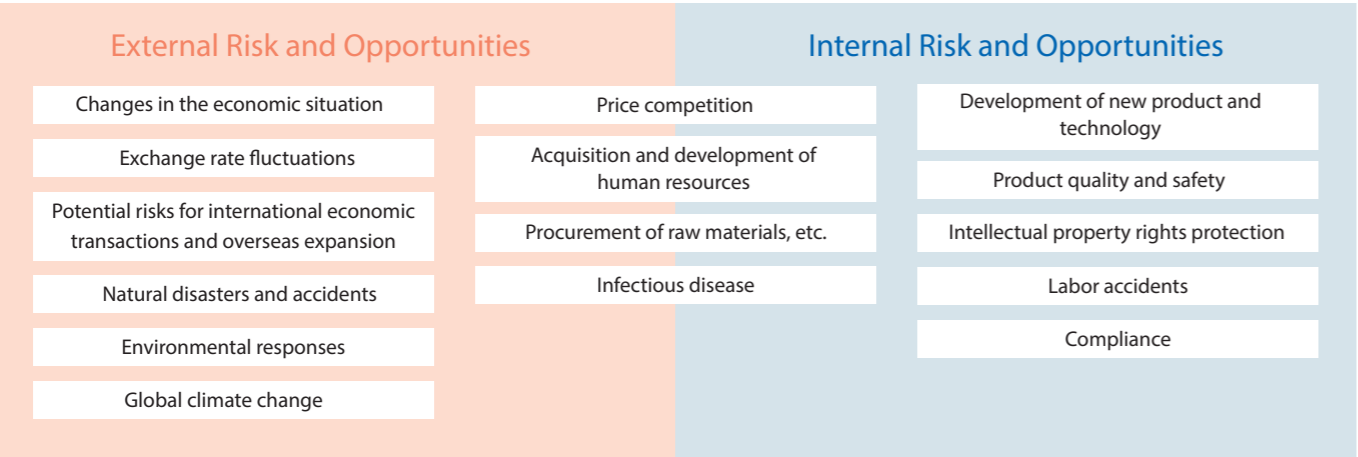 External Risk and Opportunities
Internal Risk and Opportunities
Changes in the economic situation
Exchange rate fluctuations
Potential risks for international economic
transactions and overseas expansion
Natural disasters and accidents
Environmental responses
Global climate change
Price competition
Acquisition and development of
human resources
Procurement of raw materials, etc.
Infectious disease
Development of new product and
technology
Product quality and safety
Intellectual property rights protection
Labor accidents
Compliance